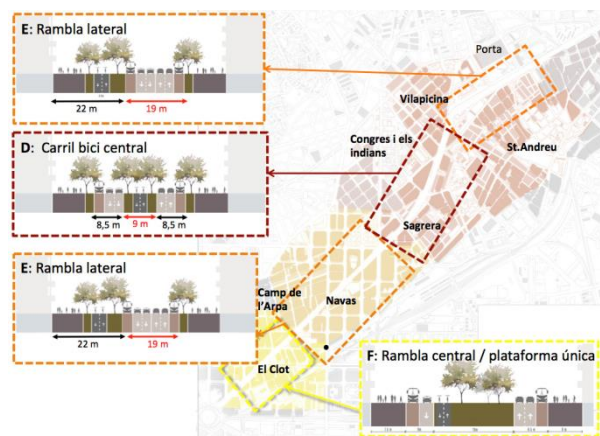 E: Rambla lateral
22 m
19 m
D: Carril bici central
8,5 m
9 m
8,5 m
E: Rambla lateral
22 m
19 m
Porta
Vilapicina
Congres i els
indians
St.Andreu
Sagrera
Camp de
l'Arpa
Navas
El Clot
F: Rambla central / plataforma única